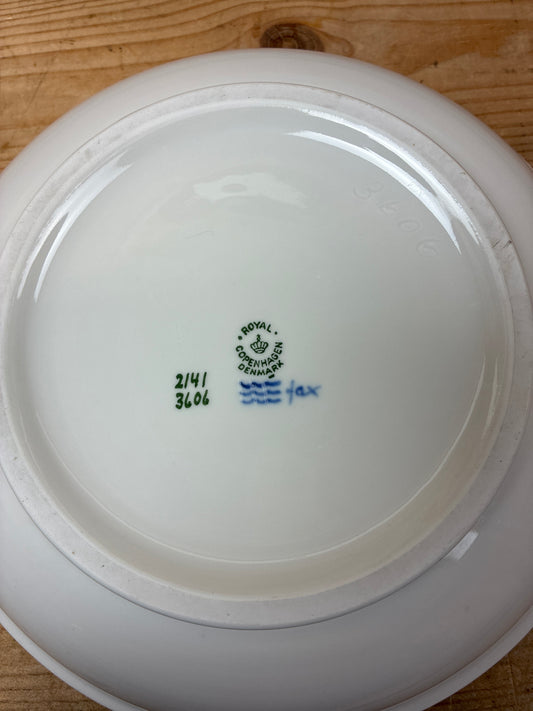 3606
ROYAL
COPENHAGEN
DENMARK
2141
3606
fax